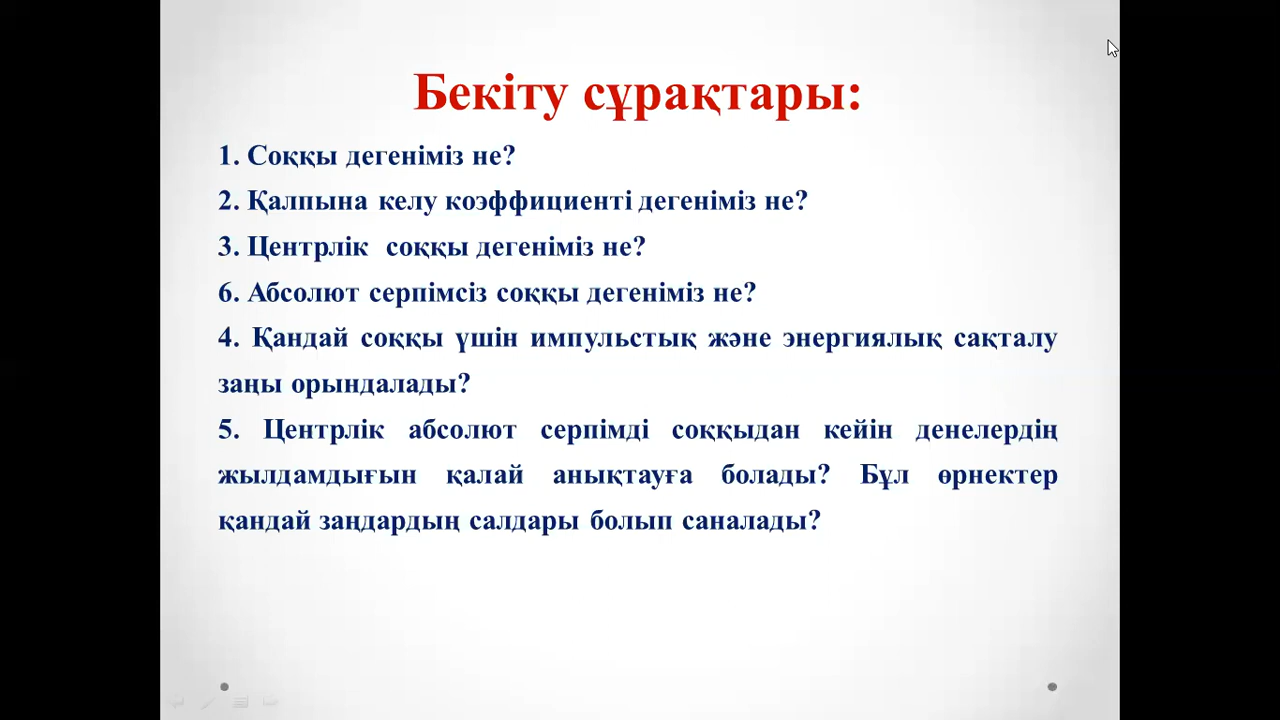 Бекіту сұрақтары:
1. Соққы дегеніміз не?
2. Қалпына келу коэффициенті дегеніміз не?
3. Центрлік соққы дегеніміз не?
6. Абсолют серпімсіз соққы дегеніміз не?
4. Қандай соққы үшін импульстық және энергиялық сақталу
заңы орындалады?
5. Центрлік абсолют серпімді соққыдан кейін денелердің
жылдамдығын қалай анықтауға болады? Бұл өрнектер
қандай заңдардың салдары болып саналады?